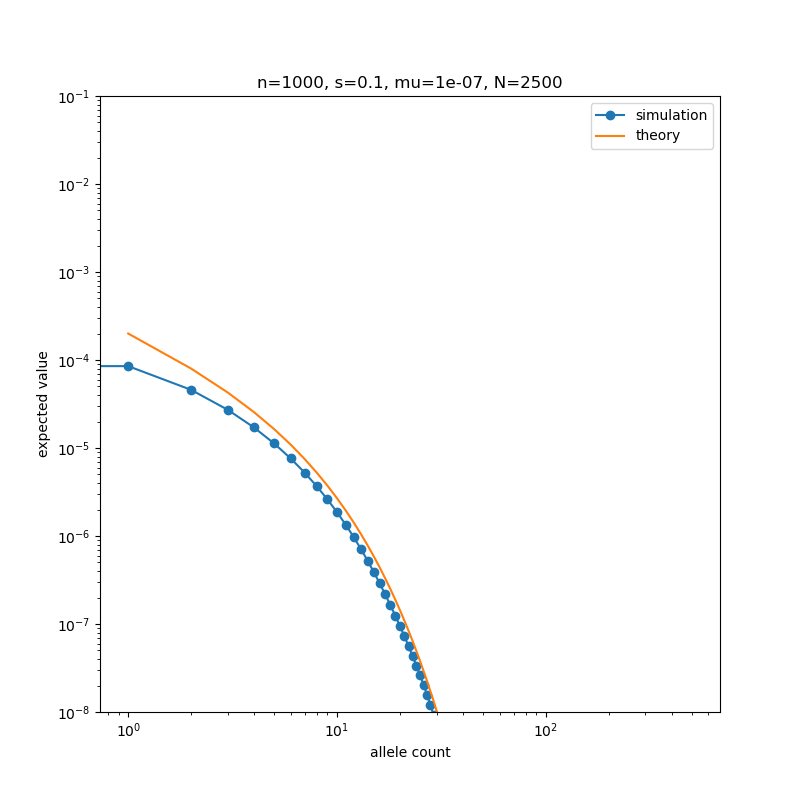 n=1000, s=0.1, mu=1e-07, N=2500
simulation
theory
10⁻¹
10⁻²
10⁻³
10⁻⁴
10⁻⁵
10⁻⁶
10⁻⁷
10⁻⁸
expected value
10⁰ 10¹ 10²
allele count